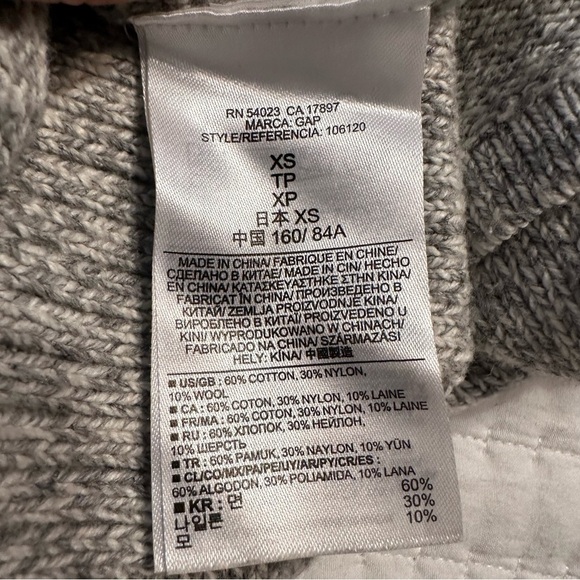 RN 54023 CA 17897
MARCA: GAP
STYLE/REFERENCIA: 106120
XS
TP
XP
日本 XS
中国 160/ 84A
MADE IN CHINA/ FABRIQUE EN CHINE/
СДЕЛАНО В КИТАЕ/ MADE IN CIN/ HECHO
EN CHINA/ ΚΑΤΑΣΚΕΥΑΣΤΗΚΕ ΣΤΗΝ ΚΙΝΑ/
FABRICAT ÎN CHINA/ ПРОИЗВЕДЕНО В
КИТАЙ/ ZEMLJA PROIZVODNJE KINA/
ВИРОБЛЕНО В КИТАЇ/ PROIZVEDENO U
KINI/ WYPRODUKOWANO W CHINACH/
FABRICADO NA CHINA/ SZÁRMAZÁSI
HELY: KÍNA/ 中國製造
■ US/GB : 60% COTTON, 30% NYLON,
10% WOOL
■ CA : 60% COTON, 30% NYLON, 10% LAINE
■ FR/MA : 60% COTON, 30% NYLON, 10% LAINE
■ RU : 60% ХЛОПОК, 30% НЕЙЛОН,
10% ШЕРСТЬ
■ TR : 60% PAMUK, 30% NAYLON, 10% YÜN
■ CL/CO/MX/PA/PE/UY/AR/PY/CR/ES :
60% ALGODON, 30% POLIAMIDA, 10% LANA
■ KR : 면 60%
나일론 30%
모 10%